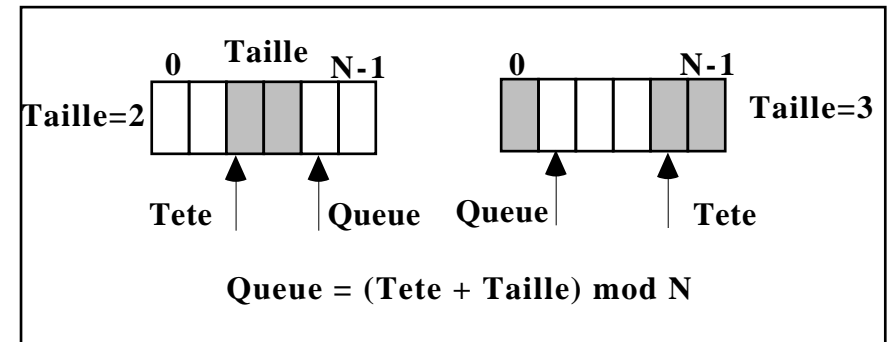 0 Taille N-1
Taille=2
Tete Queue
0 N-1
Taille=3
Queue Tete
Queue = (Tete + Taille) mod N